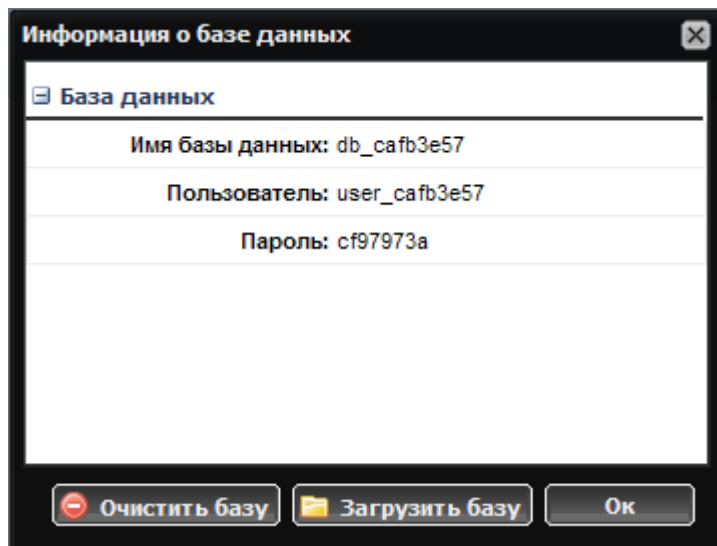 Информация о базе данных
База данных
Имя базы данных: db_cafb3e57
Пользователь: user_cafb3e57
Пароль: cf97973a
Очистить базу Загрузить базу Ок